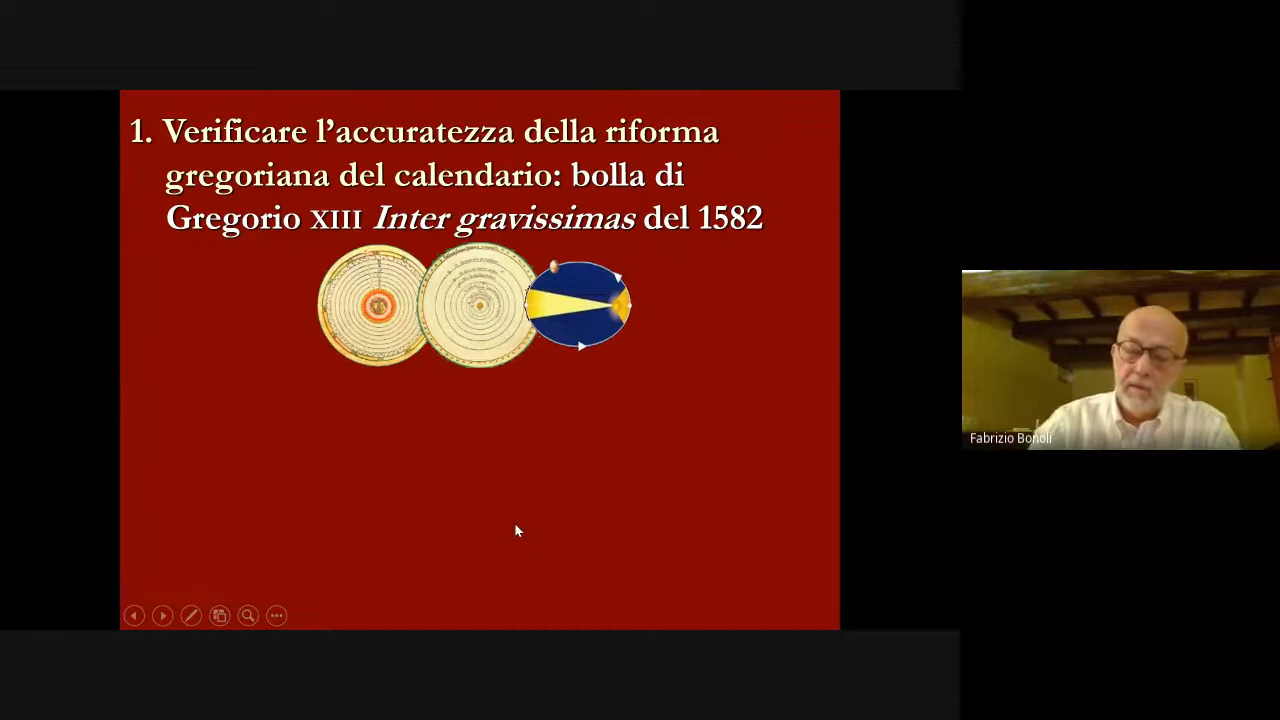 1. Verificare l’accuratezza della riforma
gregoriana del calendario: bolla di
Gregorio XIII Inter gravissimas del 1582
Fabrizio Bonoli